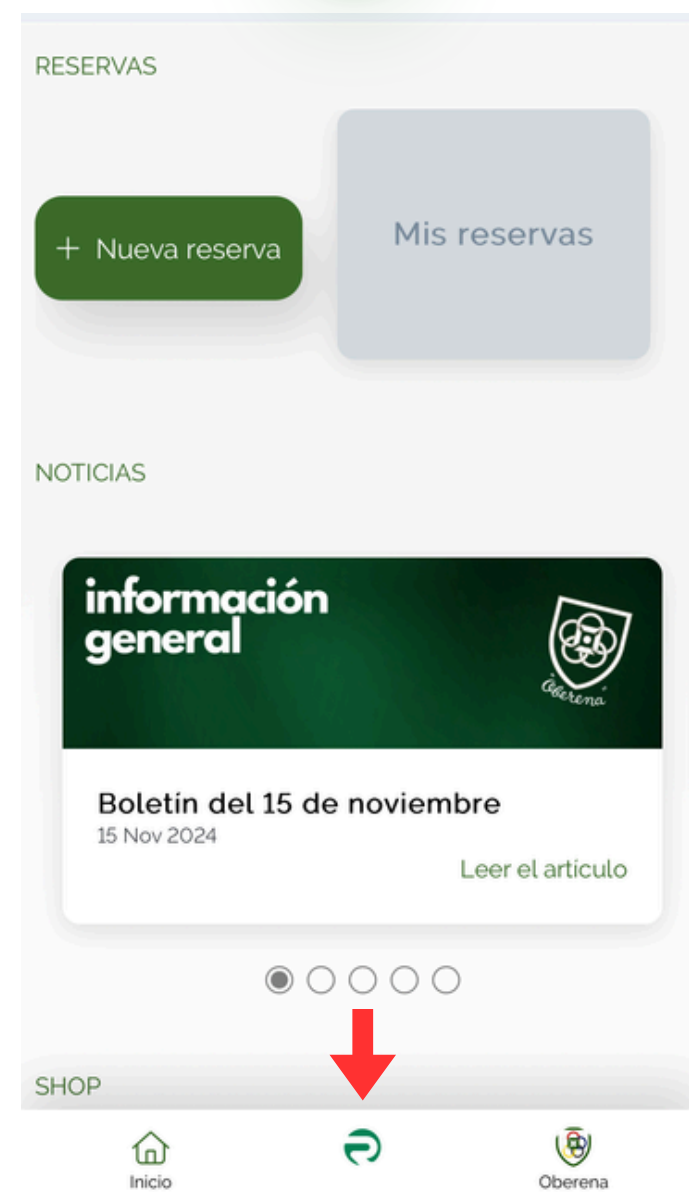 RESERVAS
+ Nueva reserva
Mis reservas
NOTICIAS
información
general
Oberena
Boletín del 15 de noviembre
15 Nov 2024
Leer el artículo
SHOP
Inicio
Oberena